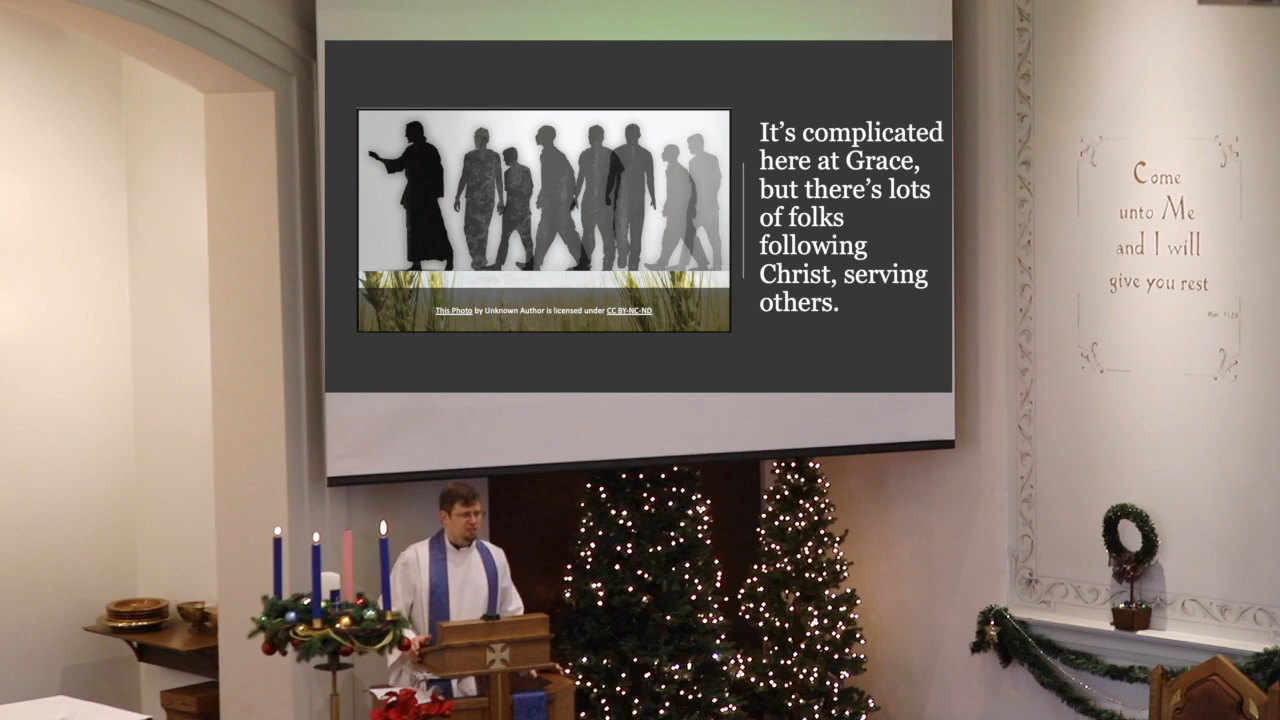 It’s complicated
here at Grace,
but there’s lots
of folks
following
Christ, serving
others.
This Photo by Unknown Author is licensed under CC BY-NC-ND
Come
unto Me
and I will
give you rest